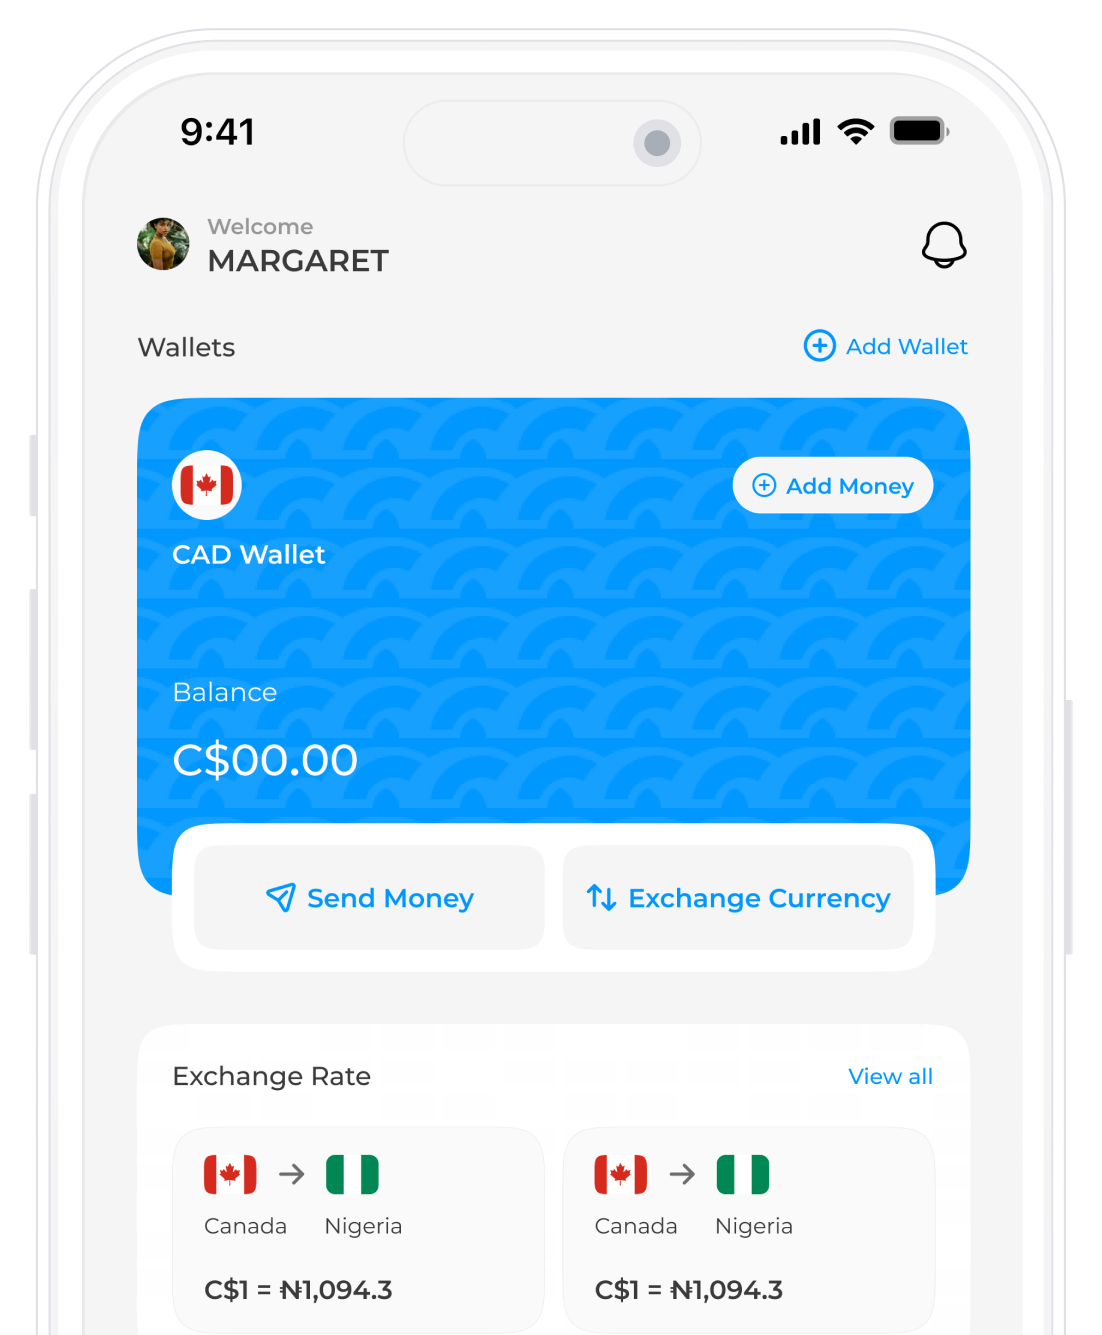 9:41
Welcome
MARGARET
Wallets
Add Wallet
Add Money
CAD Wallet
Balance
C$00.00
Send Money
Exchange Currency
Exchange Rate
View all
Canada Nigeria
C$1 = ₦1,094.3
Canada Nigeria
C$1 = ₦1,094.3